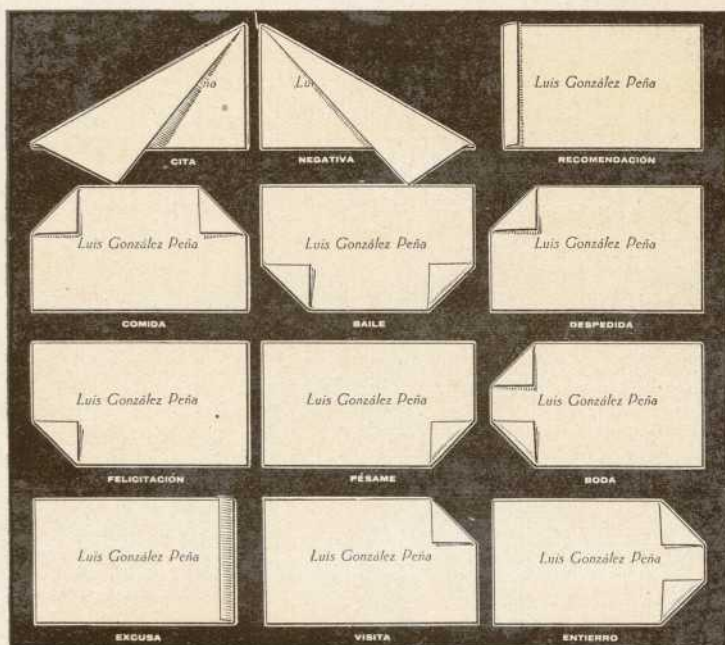 ña
Lui
Luis González Peña
CITA
NEGATIVA
RECOMENDACIÓN
Luis González Peña
Luis González Peña
Luis González Peña
COMIDA
BAILE
DESPEDIDA
Luis González Peña
Luis González Peña
Luis González Peña
FELICITACIÓN
PÉSAME
BODA
Luis González Peña
Luis González Peña
Luis González Peña
EXCUSA
VISITA
ENTIERRO